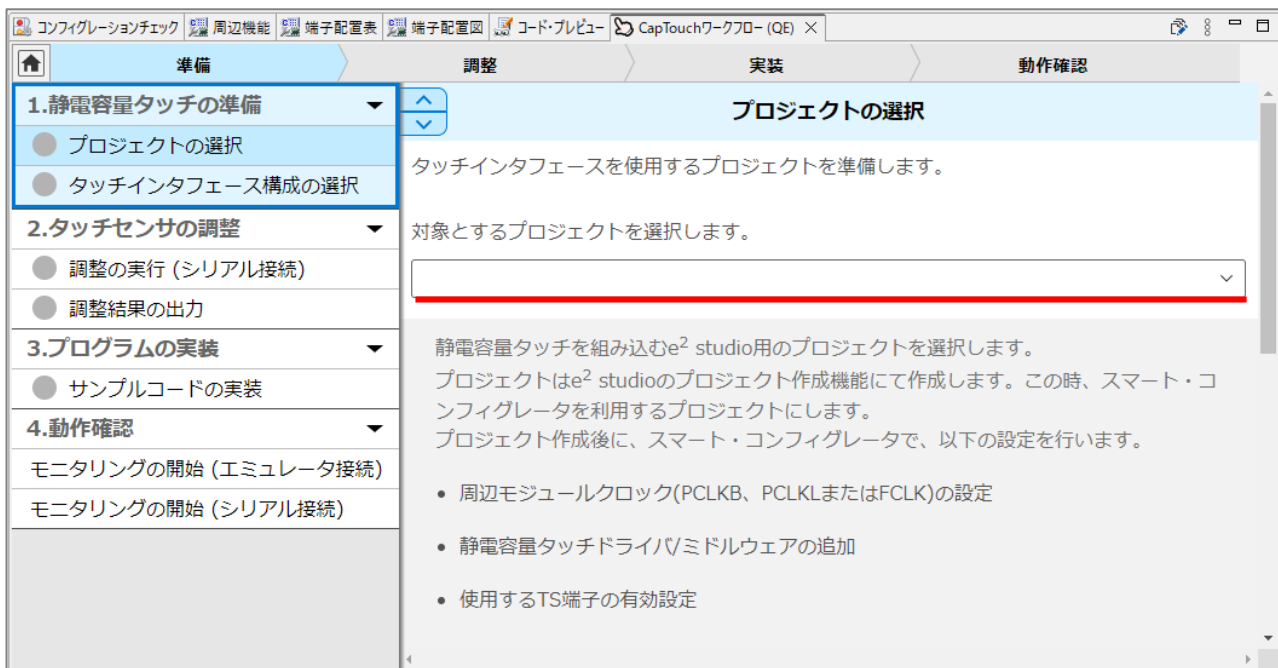 コンフィグレーションチェック 周辺機能 端子配置表 端子配置図 コード・プレビュー CapTouchワークフロー (QE)
準備 調整 実装 動作確認
1.静電容量タッチの準備
プロジェクトの選択
タッチインタフェース構成の選択
2.タッチセンサの調整
調整の実行 (シリアル接続)
調整結果の出力
3.プログラムの実装
サンプルコードの実装
4.動作確認
モニタリングの開始 (エミュレータ接続)
モニタリングの開始 (シリアル接続)
プロジェクトの選択
タッチインタフェースを使用するプロジェクトを準備します。
対象とするプロジェクトを選択します。
静電容量タッチを組み込むe² studio用のプロジェクトを選択します。
プロジェクトはe² studioのプロジェクト作成機能にて作成します。この時、スマート・コ
ンフィグレータを利用するプロジェクトにします。
プロジェクト作成後に、スマート・コンフィグレータで、以下の設定を行います。
• 周辺モジュールクロック(PCLKB、PCLKLまたはFCLK)の設定
• 静電容量タッチドライバ/ミドルウェアの追加
• 使用するTS端子の有効設定